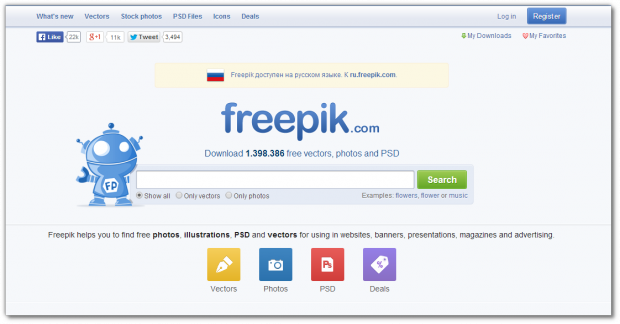 What's new Vectors Stock photos PSD Files Icons Deals Log in Register
Like 22k +1 11k Tweet 3,494 My Downloads My Favorites
Freepik доступен на русском языке. К ru.freepik.com.
freepik.com
Download 1.398.386 free vectors, photos and PSD
FP
Search
Show all Only vectors Only photos Examples: flowers, flower or music
Freepik helps you to find free photos, illustrations, PSD and vectors for using in websites, banners, presentations, magazines and advertising.
Ps
%
Vectors Photos PSD Deals